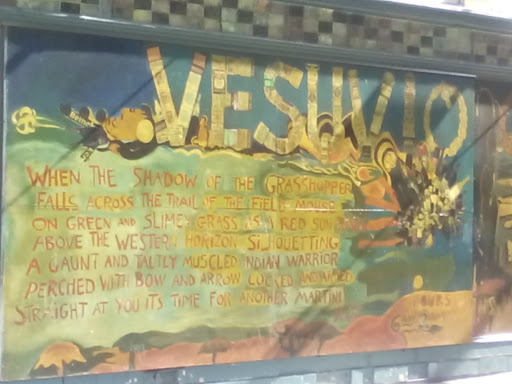 VESUVIO
WHEN THE SHADOW OF THE GRASSHOPPER
FALLS ACROSS THE TRAIL OF THE FIELD MOUSE
ON GREEN AND SLIMEY GRASS AS A RED SUN
ABOVE THE WESTERN HORIZON SILHOUETTING
A GAUNT AND TAUTLY MUSCLED INDIAN WARRIOR
PERCHED WITH BOW AND ARROW COCKED AND AIMED
STRAIGHT AT YOU ITS TIME FOR ANOTHER MARTINI